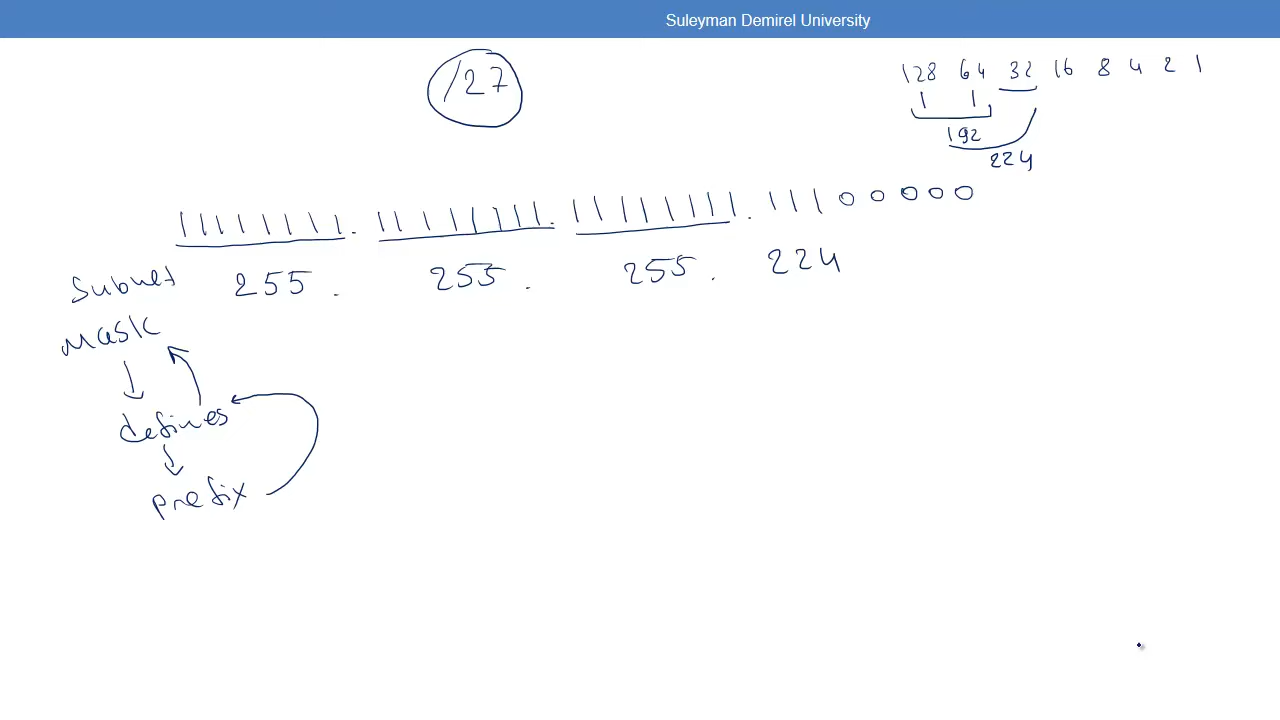 Suleyman Demirel University
/27
128 64 32 16 8 4 2 1
1 1
192
224
11111111.11111111.11111111.11100000
255. 255. 255. 224
Subnet
Mask
defines
prefix